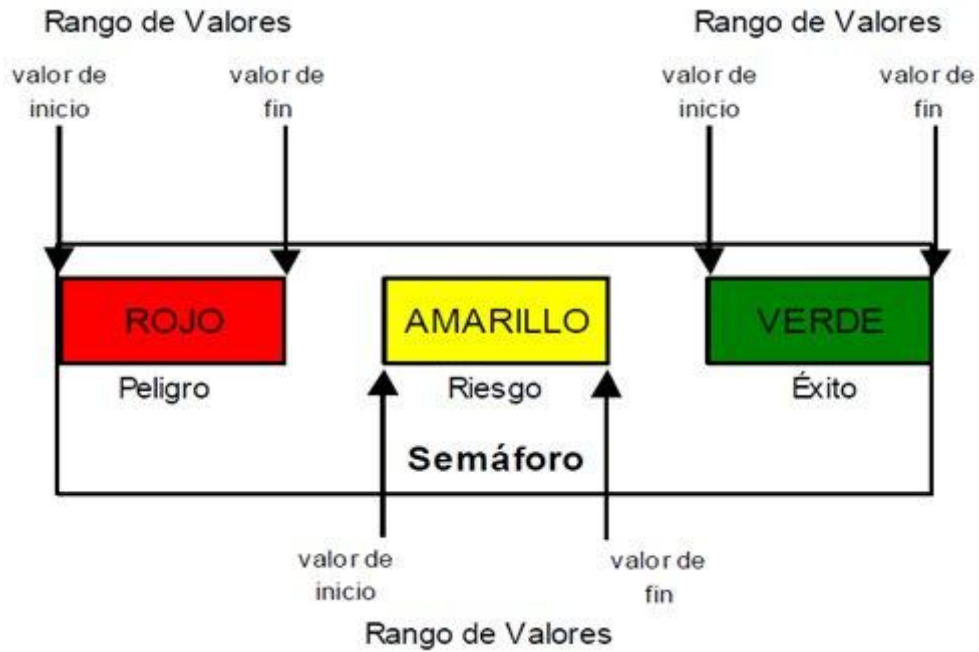 Rango de Valores
valor de
inicio
valor de
fin
Rango de Valores
valor de
inicio
valor de
fin
ROJO
AMARILLO
VERDE
Peligro
Riesgo
Éxito
Semáforo
valor de
inicio
valor de
fin
Rango de Valores